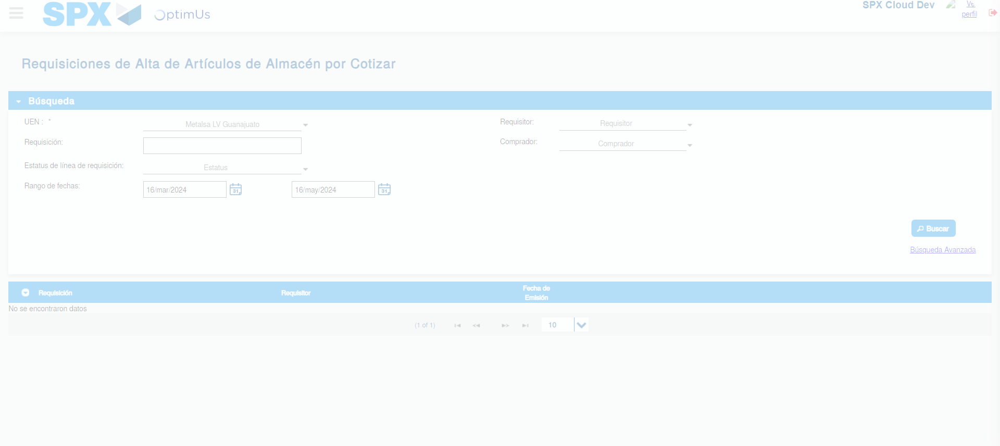 SPX OptimUs
SPX Cloud Dev
perfil
Requisiciones de Alta de Artículos de Almacén por Cotizar
Búsqueda
UEN : * Metalsa LV Guanajuato
Requisitor: Requisitor
Requisición:
Comprador: Comprador
Estatus de línea de requisición: Estatus
Rango de fechas: 16/mar/2024 31 16/may/2024 31
Buscar
Búsqueda Avanzada
Requisición Requisitor Fecha de
Emisión
No se encontraron datos
(1 of 1) 10